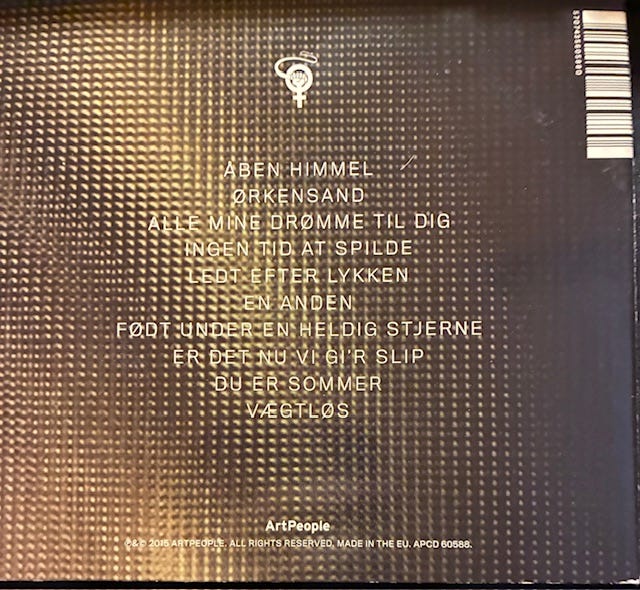 ÅBEN HIMMEL
ØRKENSAND
ALLE MINE DRØMME TIL DIG
INGEN TID AT SPILDE
LEDT EFTER LYKKEN
EN ANDEN
FØDT UNDER EN HELDIG STJERNE
ER DET NU VI GI'R SLIP
DU ER SOMMER
VÆGTLØS
ArtPeople
℗&© 2015 ARTPEOPLE. ALL RIGHTS RESERVED. MADE IN THE EU. APCD 60588.